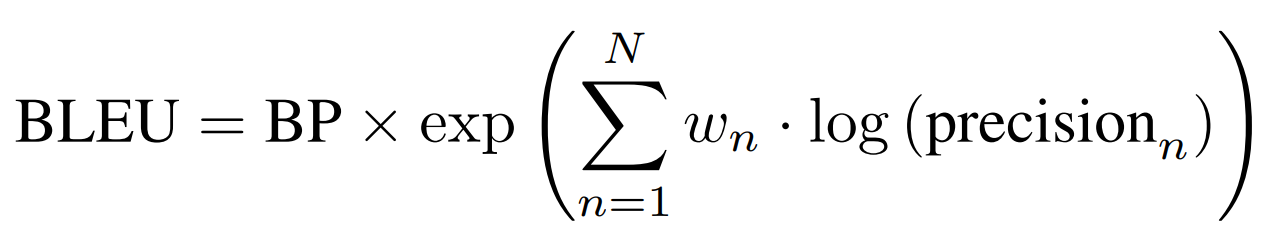 BLEU = BP × exp ( ∑_{n=1}^{N} w_n · log (precision_n) )